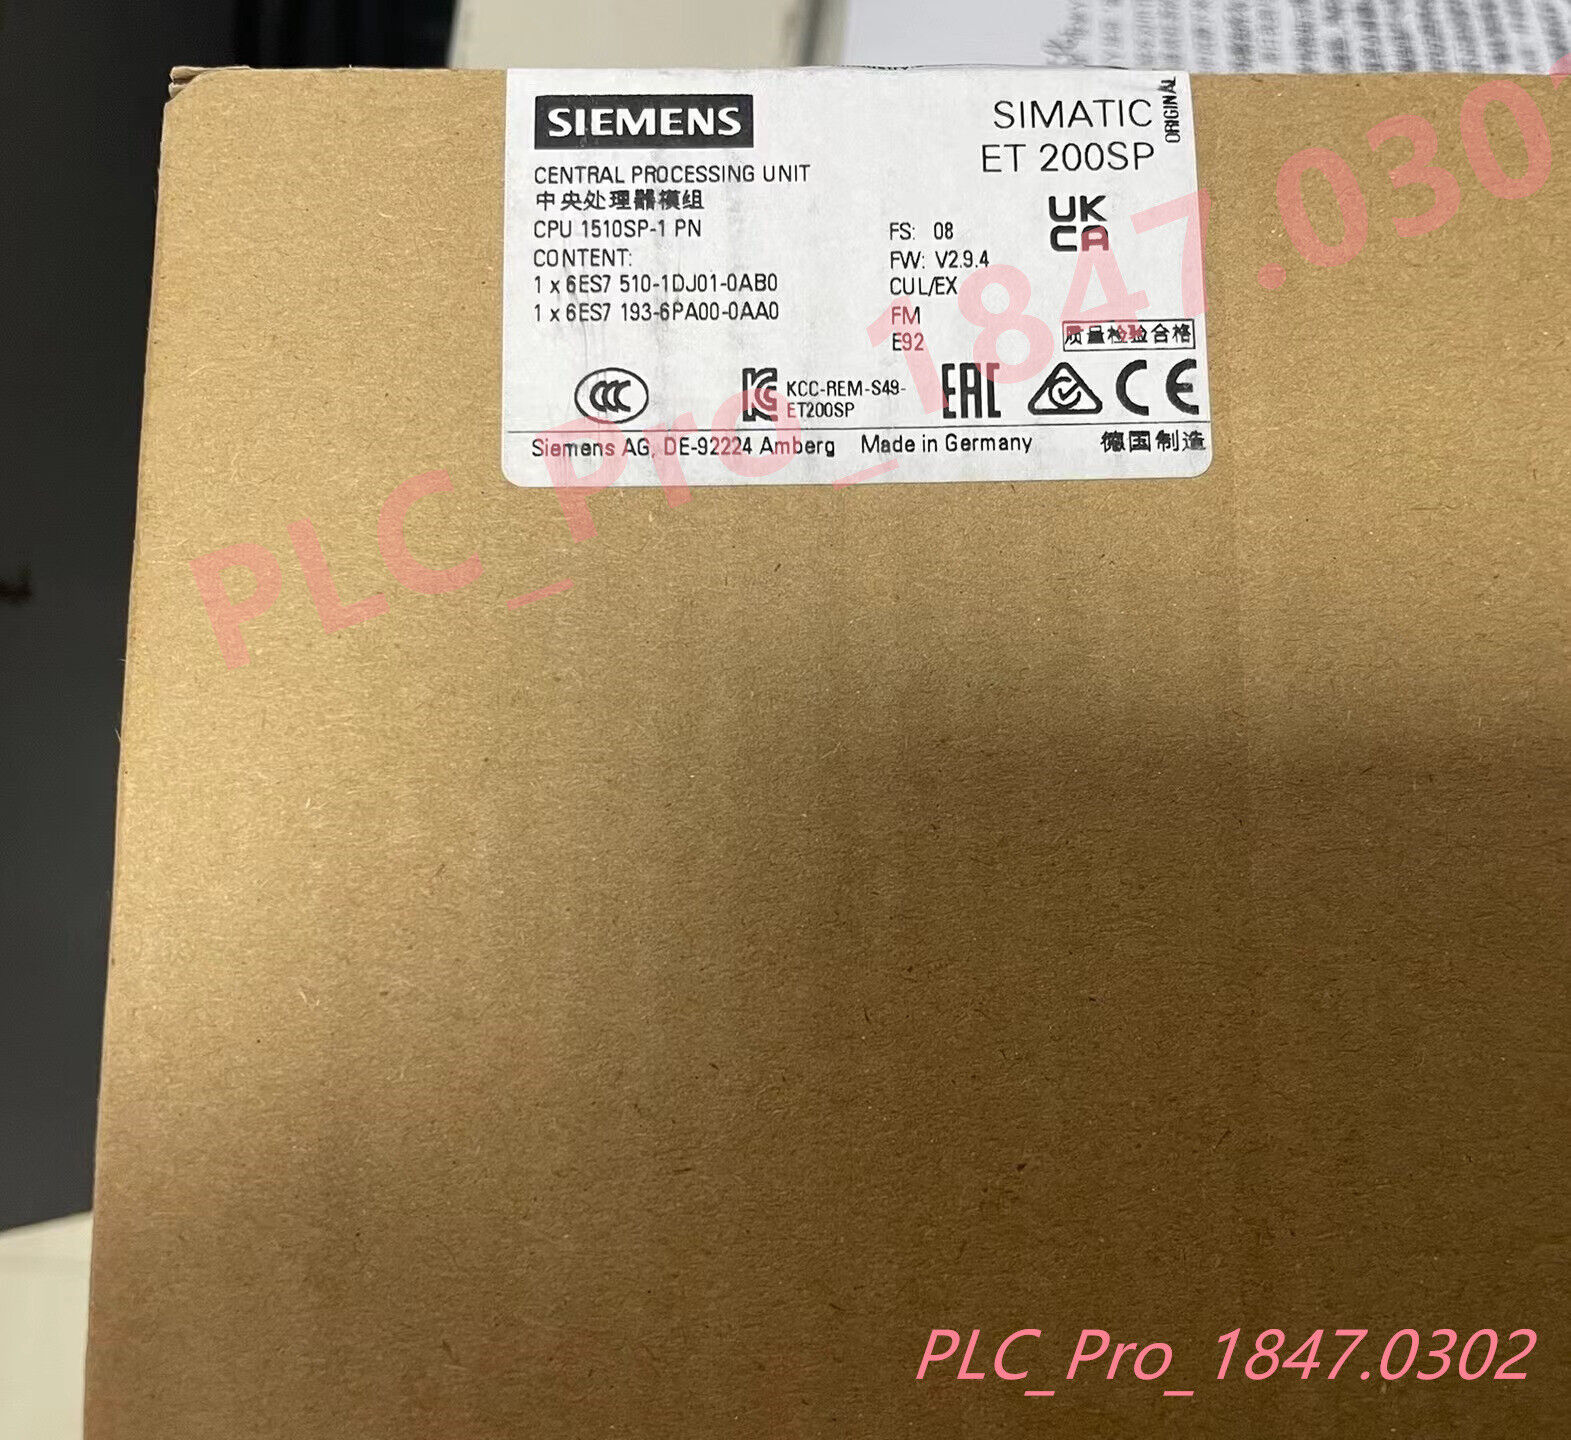 SIEMENS
SIMATIC
ET 200SP
ORIGINAL
CENTRAL PROCESSING UNIT
中央处理器模组
CPU 1510SP-1 PN
CONTENT:
1 x 6ES7 510-1DJ01-0AB0
1 x 6ES7 193-6PA00-0AA0
FS: 08
FW: V2.9.4
CUL/EX
FM
E92
UK
CA
质量检验合格
CCC
KCC-REM-S49-
ET200SP
EAC
CE
Siemens AG, DE-92224 Amberg Made in Germany 德国制造
PLC_Pro_1847.030
PLC_Pro_1847.0302